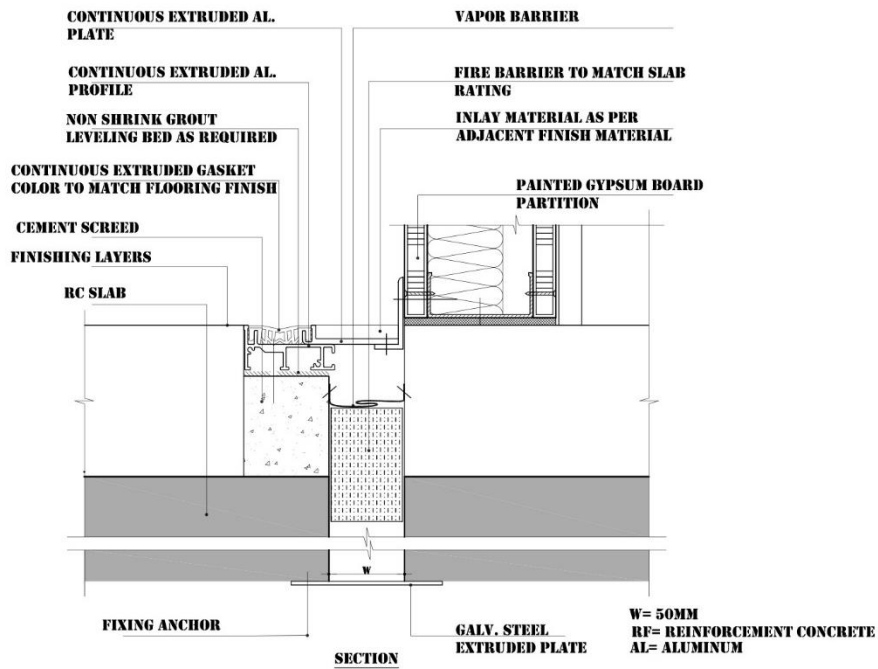 CONTINUOUS EXTRUDED AL.
PLATE
CONTINUOUS EXTRUDED AL.
PROFILE
NON SHRINK GROUT
LEVELING BED AS REQUIRED
CONTINUOUS EXTRUDED GASKET
COLOR TO MATCH FLOORING FINISH
CEMENT SCREED
FINISHING LAYERS
RC SLAB
VAPOR BARRIER
FIRE BARRIER TO MATCH SLAB
RATING
INLAY MATERIAL AS PER
ADJACENT FINISH MATERIAL
PAINTED GYPSUM BOARD
PARTITION
W
FIXING ANCHOR
GALV. STEEL
EXTRUDED PLATE
W= 50MM
RF= REINFORCEMENT CONCRETE
AL= ALUMINUM
SECTION